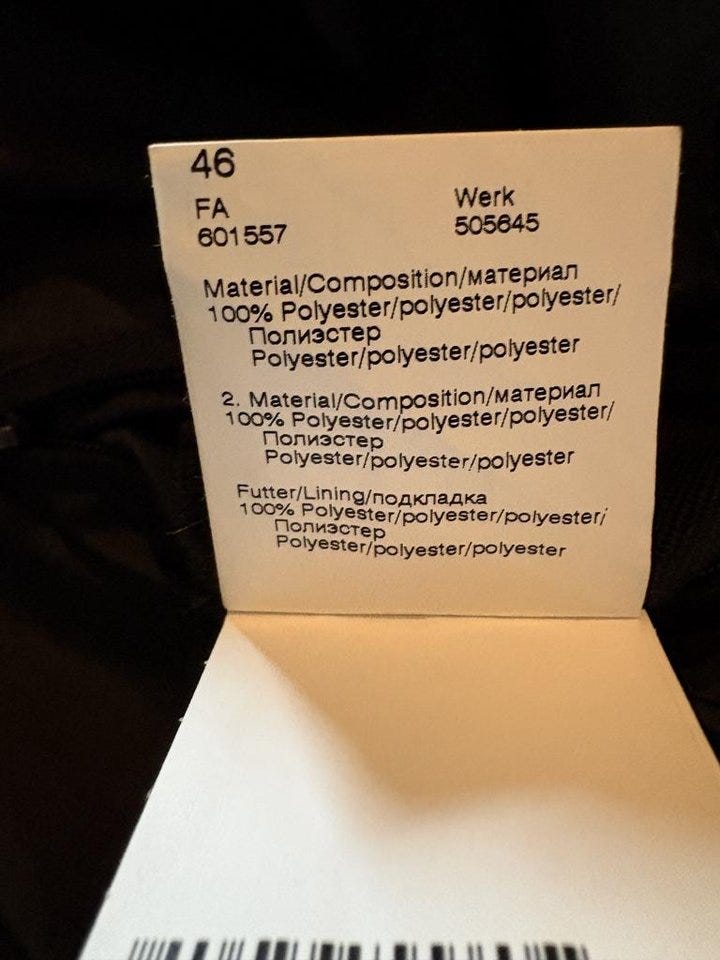 46
FA Werk
601557 505645
Material/Composition/материал
100% Polyester/polyester/polyester/
Полиэстер
Polyester/polyester/polyester
2. Material/Composition/материал
100% Polyester/polyester/polyester/
Полиэстер
Polyester/polyester/polyester
Futter/Lining/подкладка
100% Polyester/polyester/polyester/
Полиэстер
Polyester/polyester/polyester